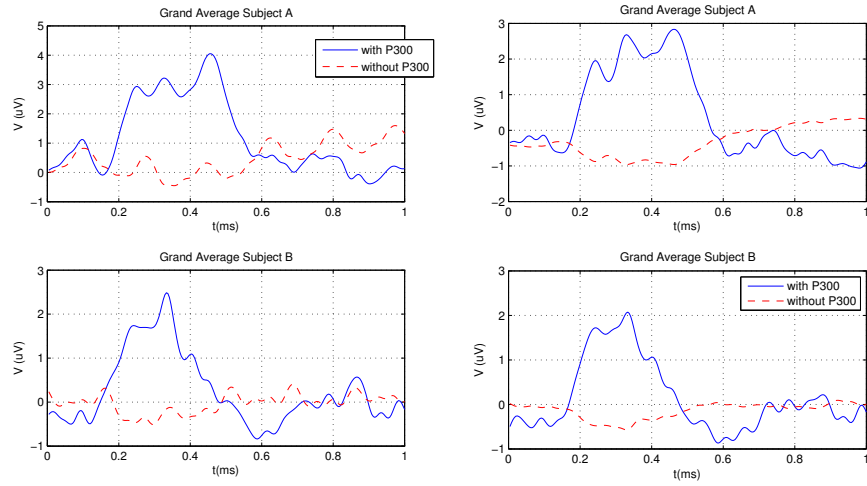 Grand Average Subject A
5
4
3
2
1
0
−1
V (uV)
with P300
without P300
0
0.2
0.4
0.6
0.8
1
t(ms)
Grand Average Subject A
3
2
1
0
−1
−2
V (uV)
0
0.2
0.4
0.6
0.8
1
t(ms)
Grand Average Subject B
3
2
1
0
−1
V (uV)
0
0.2
0.4
0.6
0.8
1
t(ms)
Grand Average Subject B
3
2
1
0
−1
V (uV)
with P300
without P300
0
0.2
0.4
0.6
0.8
1
t(ms)